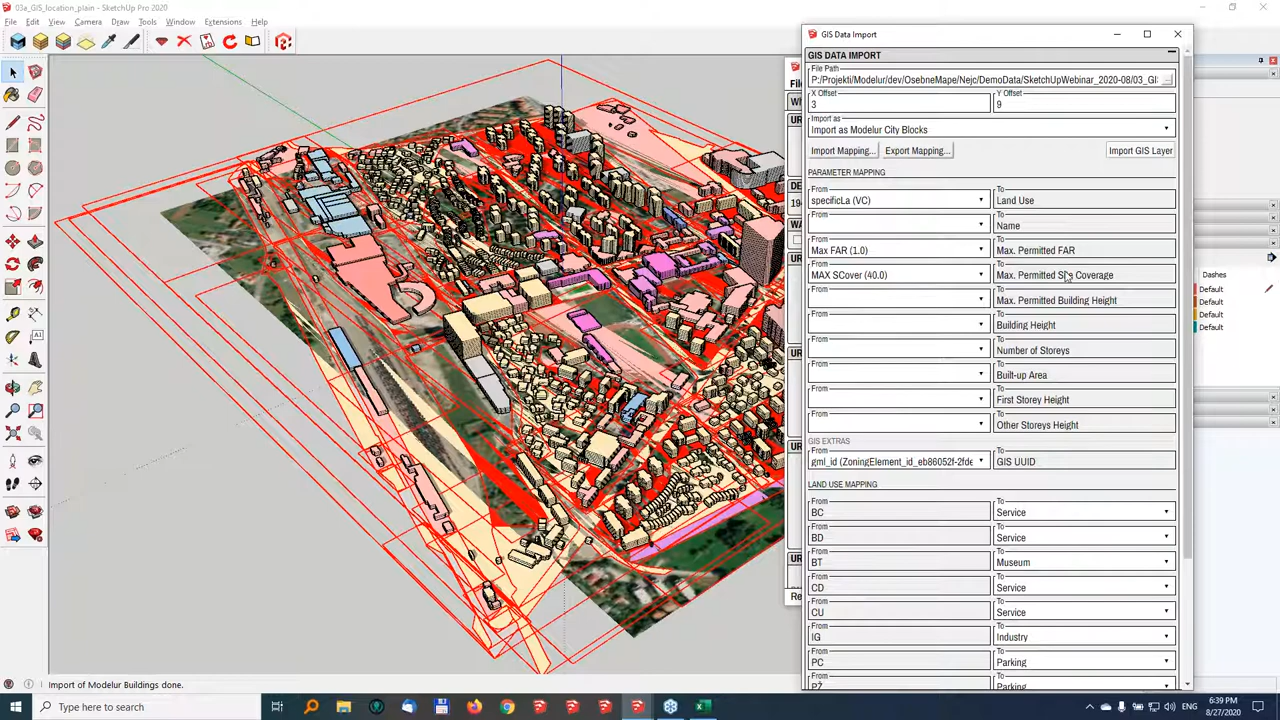 03a_GIS_location_plain - SketchUp Pro 2020
File Edit View Camera Draw Tools Window Extensions Help
GIS Data Import
GIS DATA IMPORT
File Path
P:/Projekti/Modelur/dev/OsebneMape/Nejc/DemoData/SketchUpWebinar_2020-08/03_GI
X Offset Y Offset
3 9
Import as
Import as Modelur City Blocks
Import Mapping... Export Mapping... Import GIS Layer
PARAMETER MAPPING
From To
specificLa (VC) Land Use
From To
Name
From To
Max FAR (1.0) Max. Permitted FAR
From To
MAX SCover (40.0) Max. Permitted Site Coverage
From To
Max. Permitted Building Height
From To
Building Height
From To
Number of Storeys
From To
Built-up Area
From To
First Storey Height
From To
Other Storeys Height
GIS EXTRAS
From To
gml_id (ZoningElement_id_eb86052f-2fde GIS UUID
LAND USE MAPPING
From To
BC Service
From To
BD Service
From To
BT Museum
From To
CD Service
From To
CU Service
From To
IG Industry
From To
PC Parking
From To
PŽ Parking
Dashes
Default
Default
Default
Default
Import of Modelur Buildings done.
Type here to search
ENG
6:39 PM
8/27/2020